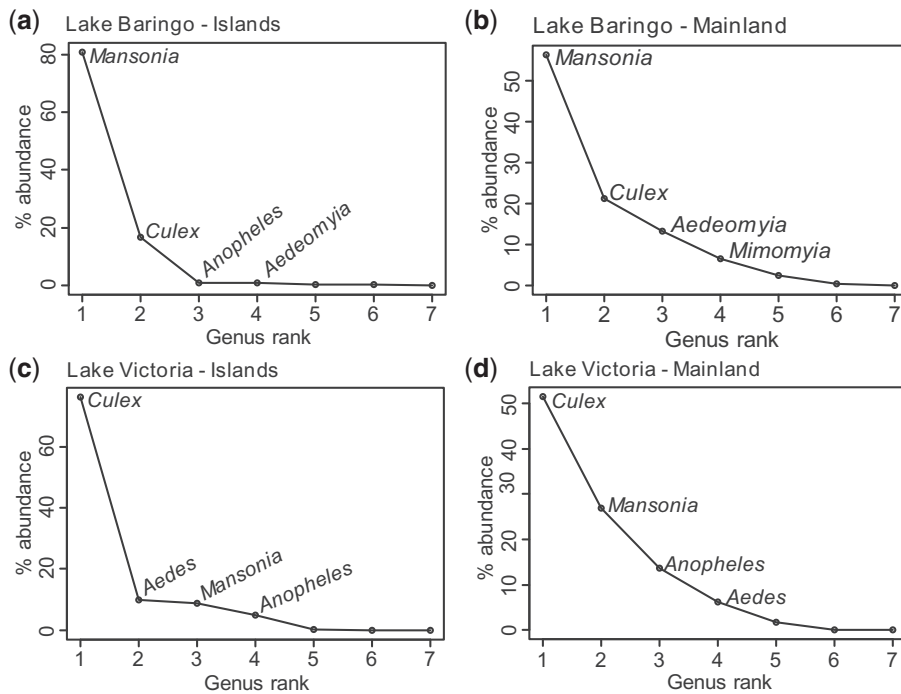 (a) Lake Baringo - Islands
% abundance
80
60
40
20
0
Mansonia
Culex
Anopheles
Aedeomyia
1 2 3 4 5 6 7
Genus rank
(b) Lake Baringo - Mainland
% abundance
50
40
30
20
10
0
Mansonia
Culex
Aedeomyia
Mimomyia
1 2 3 4 5 6 7
Genus rank
(c) Lake Victoria - Islands
% abundance
60
40
20
0
Culex
Aedes
Mansonia
Anopheles
1 2 3 4 5 6 7
Genus rank
(d) Lake Victoria - Mainland
% abundance
50
40
30
20
10
0
Culex
Mansonia
Anopheles
Aedes
1 2 3 4 5 6 7
Genus rank